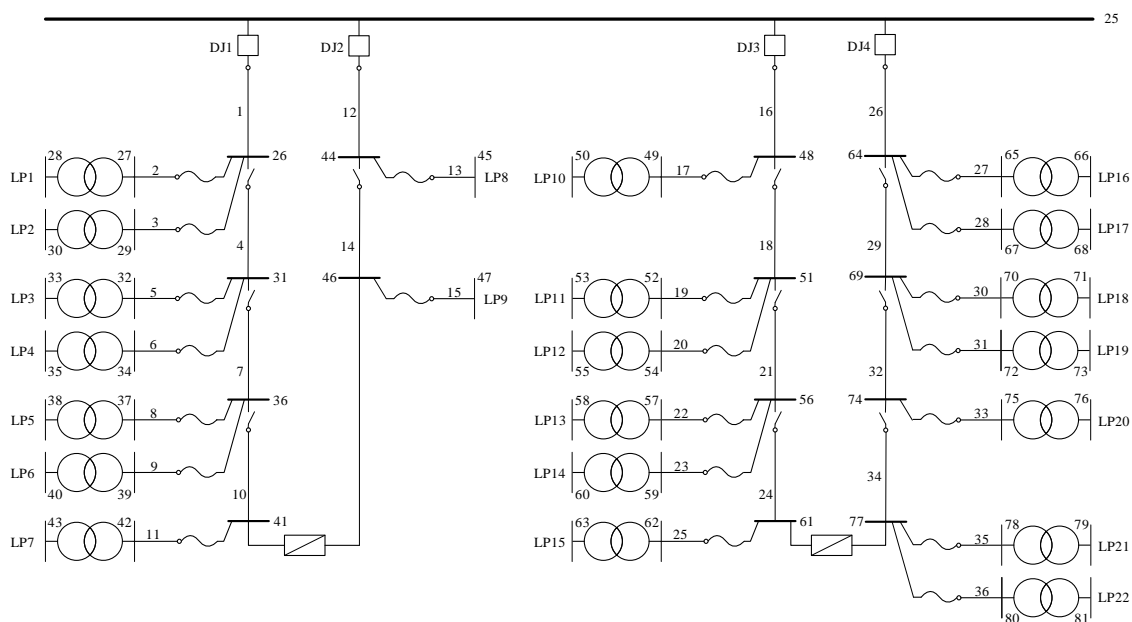 25
DJ1 DJ2 DJ3 DJ4
1 12 16 26
28 27 26 44 45 50 49 48 64 65 66
LP1 2 13 LP8 LP10 17 27 LP16
LP2 3 28 LP17
30 29 4 14 18 29 67 68
33 32 31 46 47 53 52 51 69 70 71
LP3 5 15 LP9 LP11 19 30 LP18
LP4 6 LP12 20 31 LP19
35 34 7 55 54 21 32 72 73
38 37 36 58 57 56 74 75 76
LP5 8 LP13 22 33 LP20
LP6 9 LP14 23
40 39 10 60 59 24 34
43 42 41 63 62 61 77 78 79
LP7 11 LP15 25 35 LP21
36 LP22
80 81